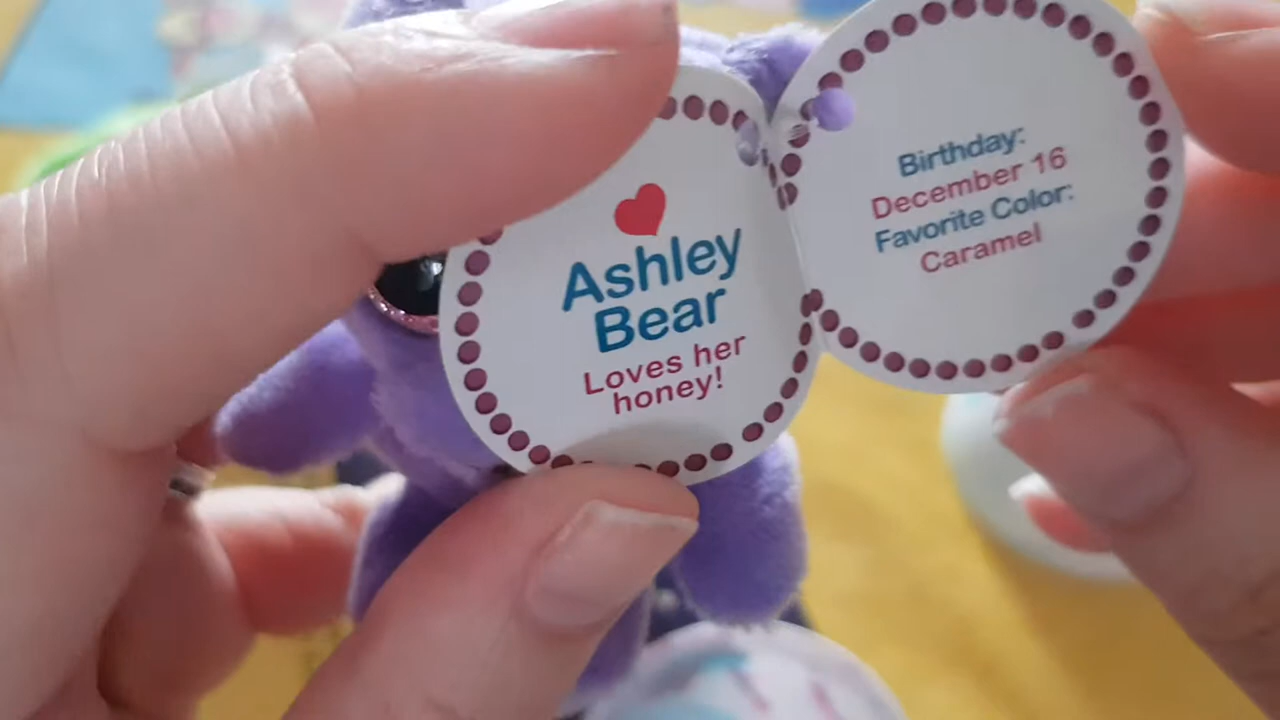 Ashley
Bear
Loves her
honey!
Birthday:
December 16
Favorite Color:
Caramel